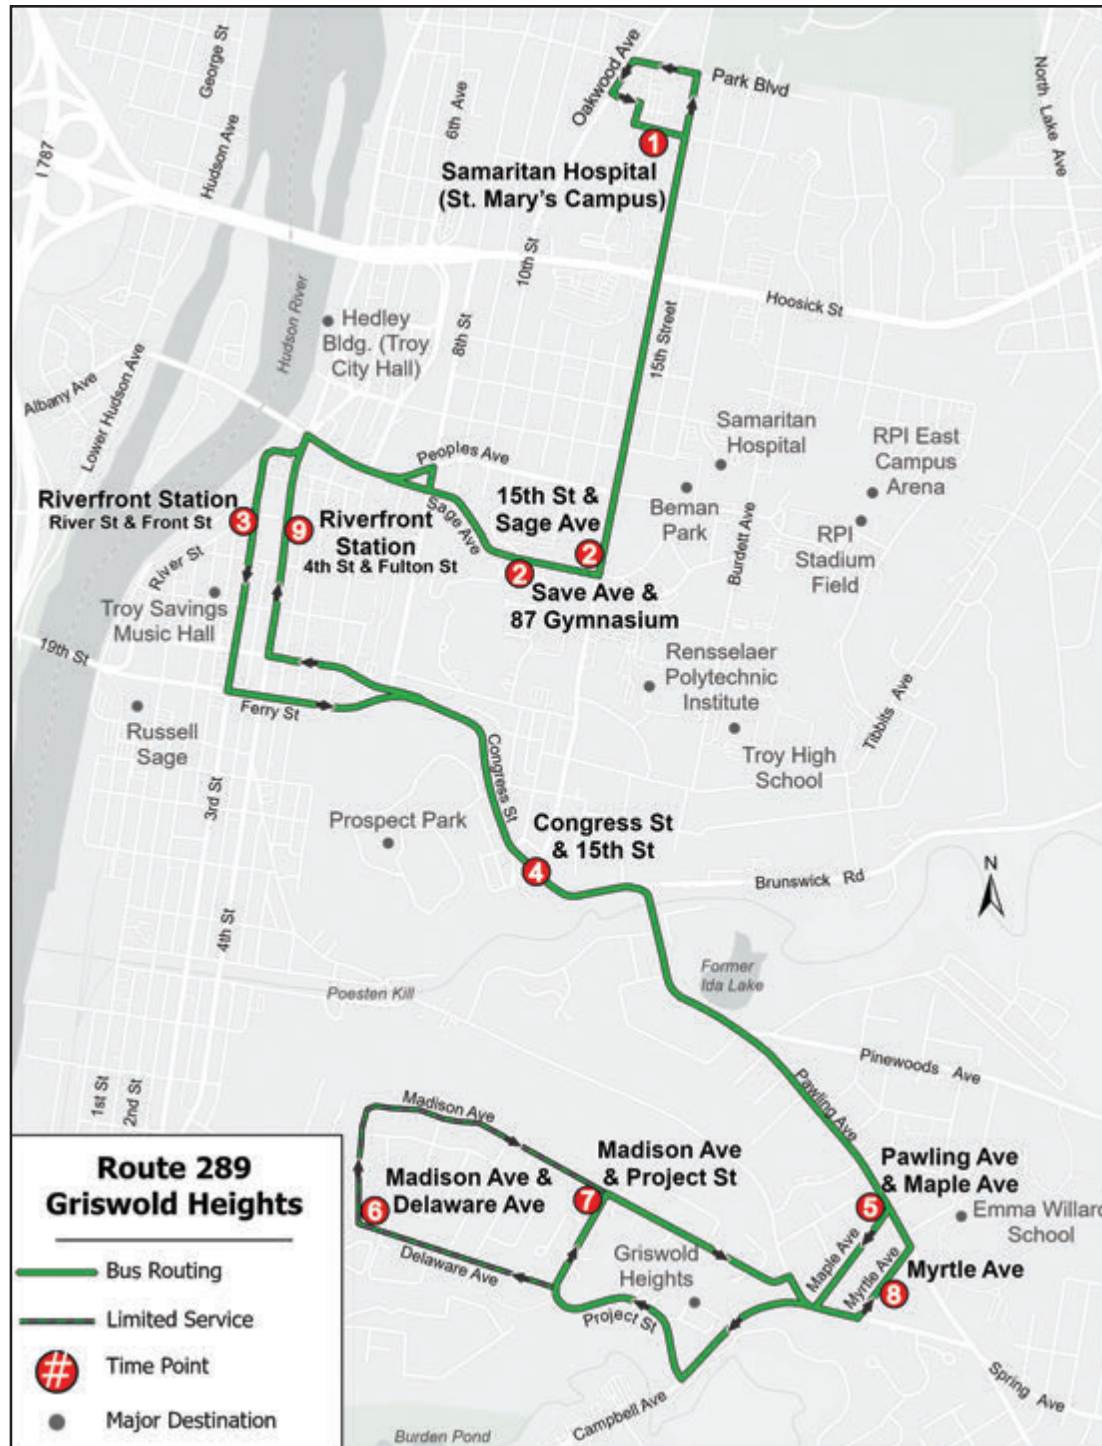 George St
Hudson Ave
I 787
6th Ave
Oakwood Ave
Park Blvd
North Lake Ave
1
Samaritan Hospital
(St. Mary's Campus)
10th St
Hudson River
Hoosick St
Hedley
Bldg. (Troy
City Hall)
8th St
15th Street
Albany Ave
Lower Hudson Ave
Samaritan
Hospital
RPI East
Campus
Arena
Peoples Ave
Sage Ave
Riverfront Station
River St & Front St
3
9
Riverfront
Station
4th St & Fulton St
15th St &
Sage Ave
2
2
Save Ave &
87 Gymnasium
Beman
Park
Burdett Ave
RPI
Stadium
Field
River St
Troy Savings
Music Hall
19th St
Russell
Sage
Ferry St
Rensselaer
Polytechnic
Institute
Troy High
School
Tibbits Ave
3rd St
Congress St
Prospect Park
Congress St
& 15th St
4
Brunswick Rd
N
4th St
Poesten Kill
Former
Ida Lake
Pinewoods Ave
1st St
2nd St
Pawling Ave
Madison Ave
Madison Ave
& Project St
7
Madison Ave &
Delaware Ave
6
Pawling Ave
& Maple Ave
5
Emma Willard
School
Delaware Ave
Griswold
Heights
Maple Ave
Myrtle Ave
Myrtle Ave
8
Project St
Campbell Ave
Spring Ave
Burden Pond
Route 289
Griswold Heights
Bus Routing
Limited Service
# Time Point
Major Destination